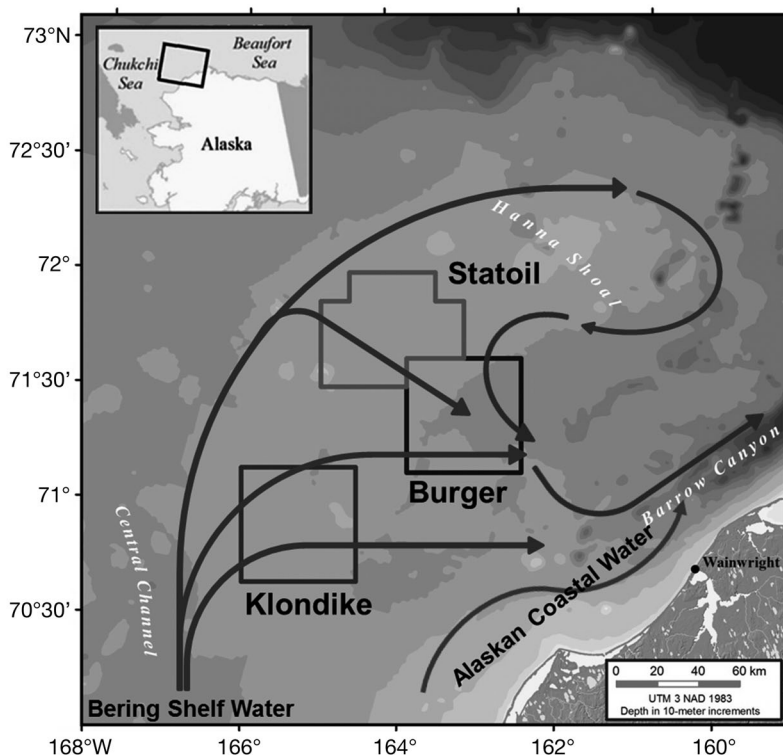 73°N
72°30’
72°
71°30’
71°
70°30’
168°W
166°
164°
162°
160°
Chukchi
Sea
Beaufort
Sea
Alaska
Hanna Shoal
Statoil
Burger
Klondike
Central Channel
Barrow Canyon
Wainwright
Alaskan Coastal Water
Bering Shelf Water
0 20 40 60 km
UTM 3 NAD 1983
Depth in 10-meter increments